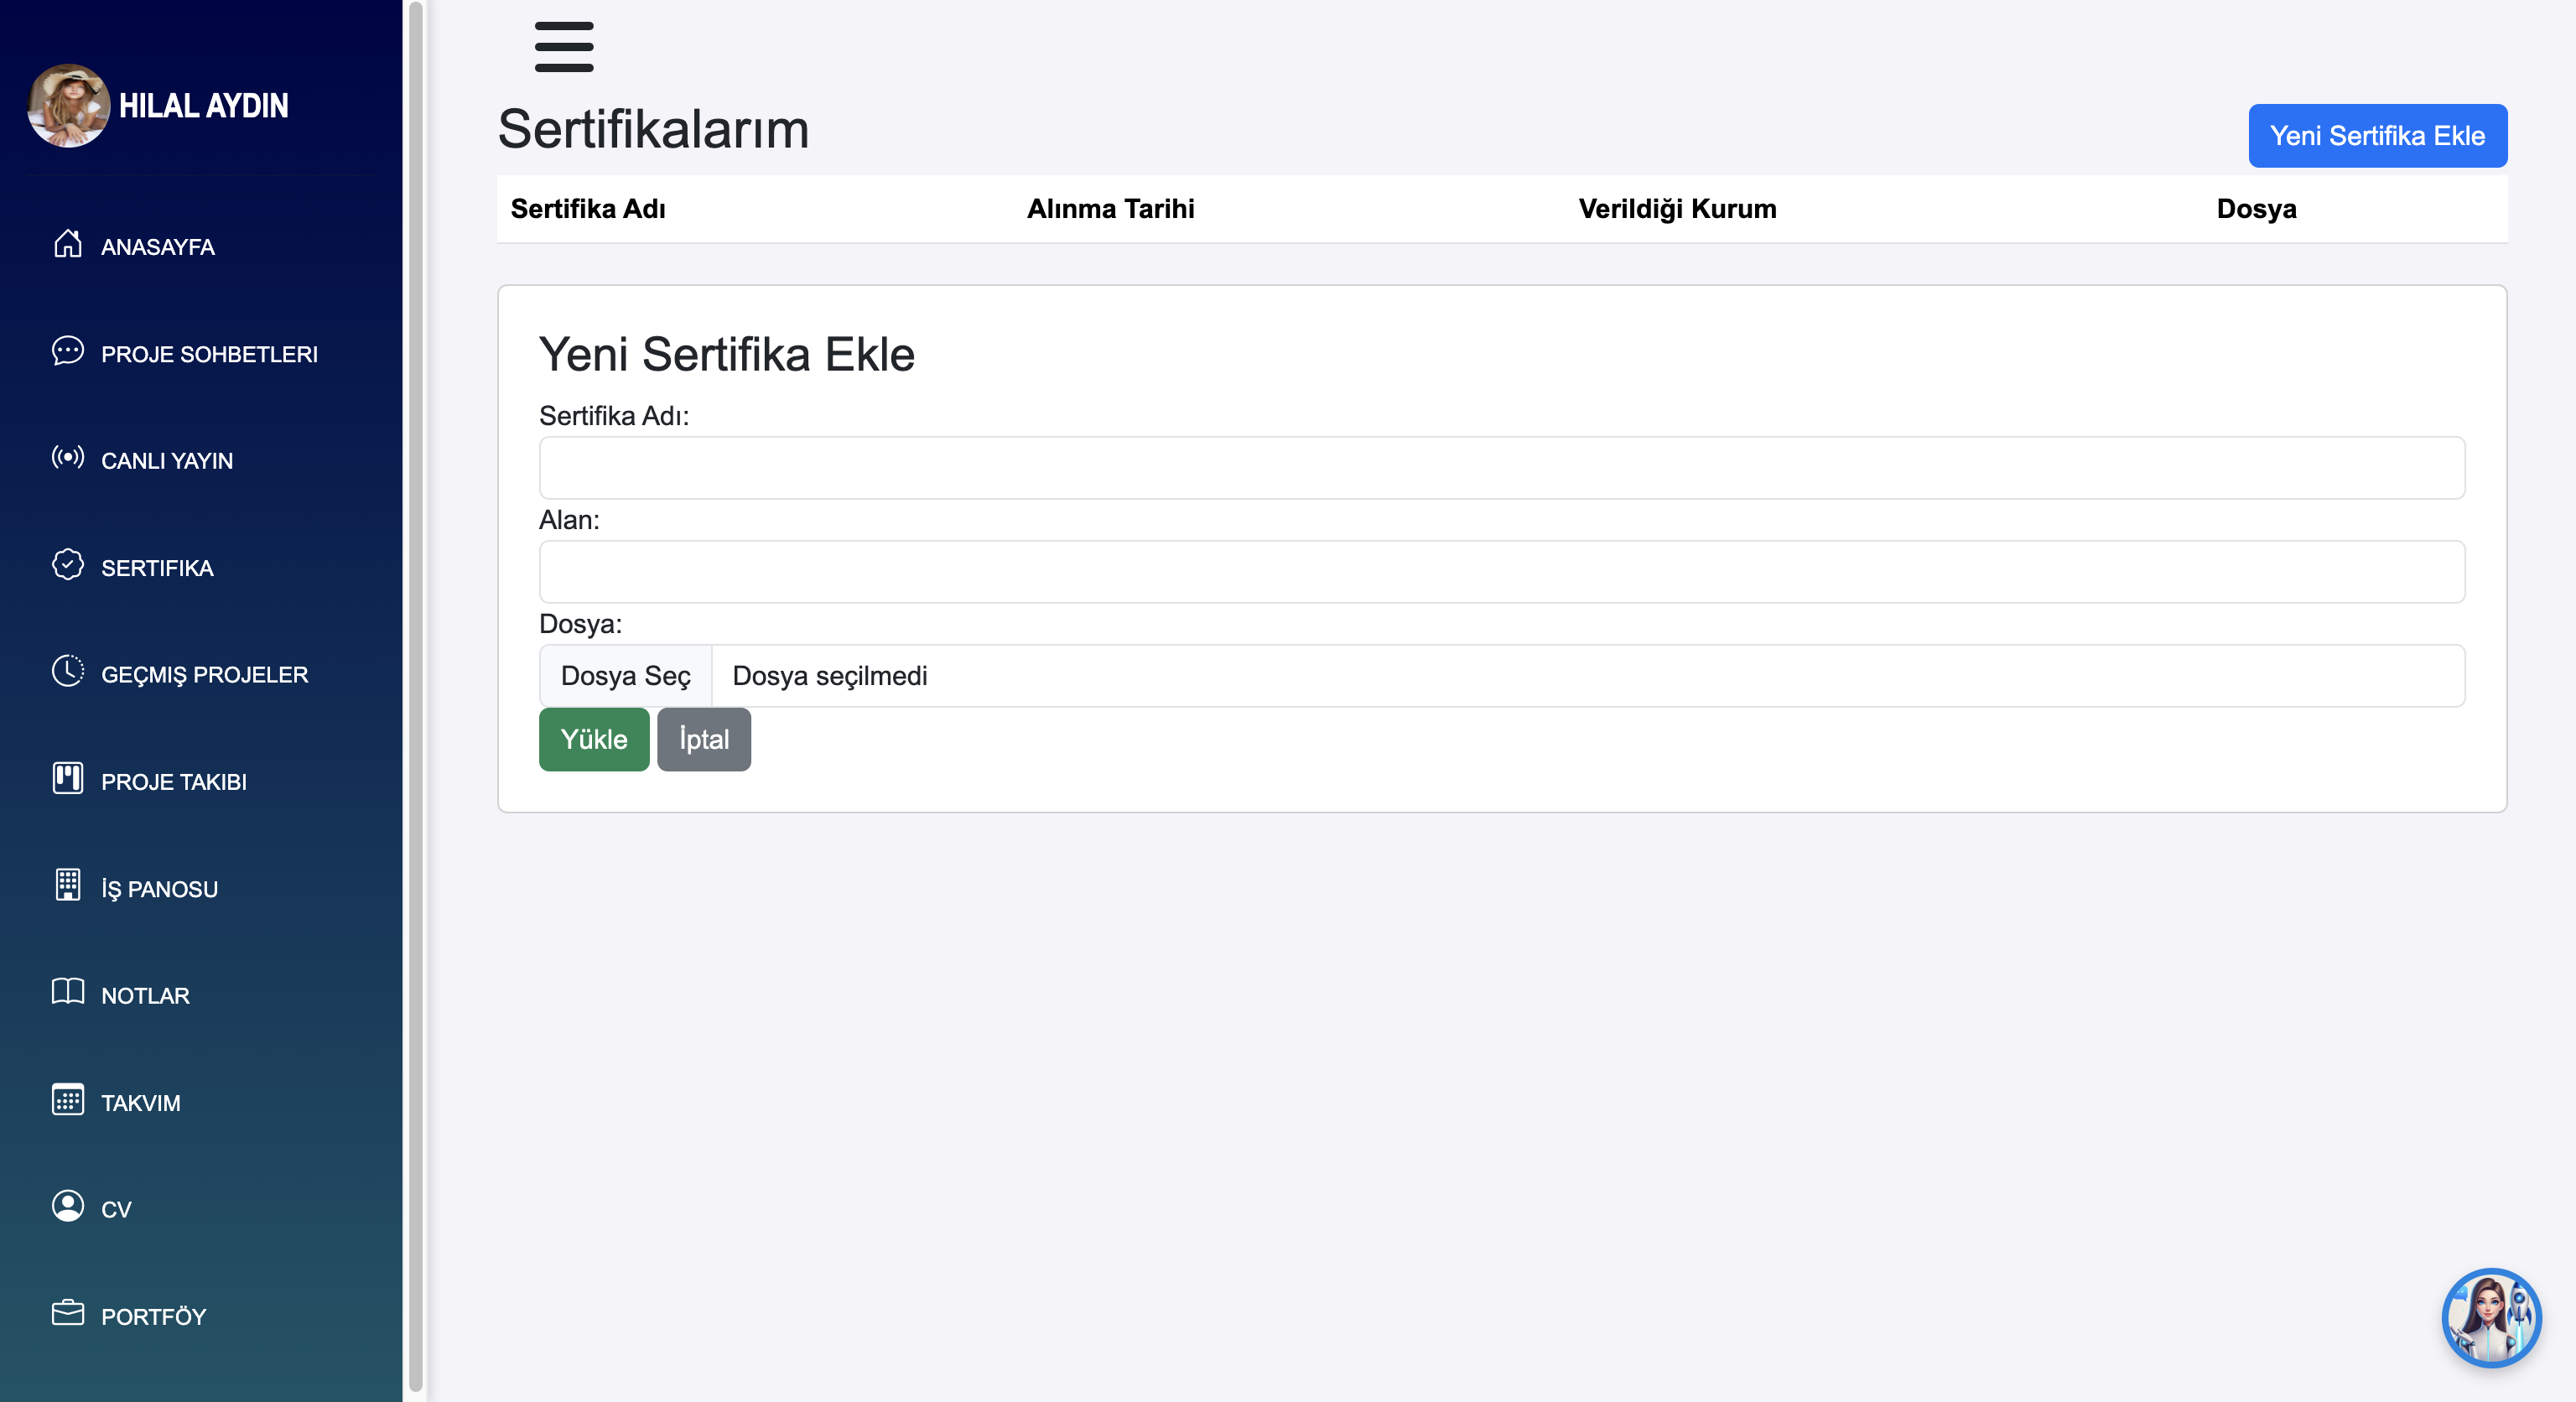 HILAL AYDIN
ANASAYFA
PROJE SOHBETLERI
CANLI YAYIN
SERTIFIKA
GEÇMIŞ PROJELER
PROJE TAKIBI
İŞ PANOSU
NOTLAR
TAKVIM
CV
PORTFÖY
Sertifikalarım
Yeni Sertifika Ekle
Sertifika Adı Alınma Tarihi Verildiği Kurum Dosya
Yeni Sertifika Ekle
Sertifika Adı:
Alan:
Dosya:
Dosya Seç Dosya seçilmedi
Yükle İptal